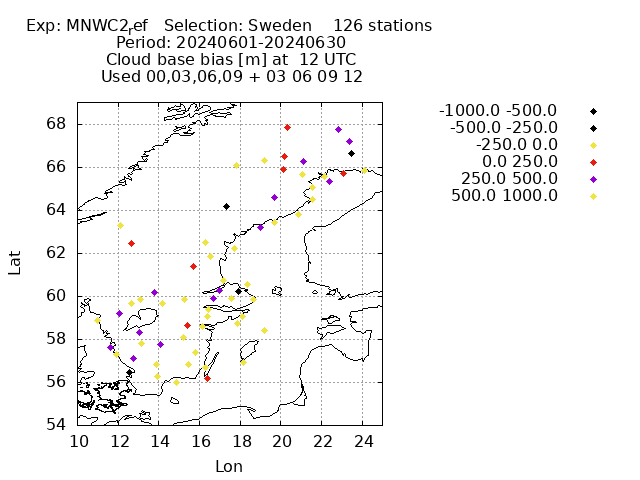 Exp: MNWC2ref   Selection: Sweden    126 stations
Period: 20240601-20240630
Cloud base bias [m] at  12 UTC
Used 00,03,06,09 + 03 06 09 12
-1000.0 -500.0
-500.0 -250.0
-250.0 0.0
0.0 250.0
250.0 500.0
500.0 1000.0
68
66
64
62
60
58
56
54
Lat
10 12 14 16 18 20 22 24
Lon